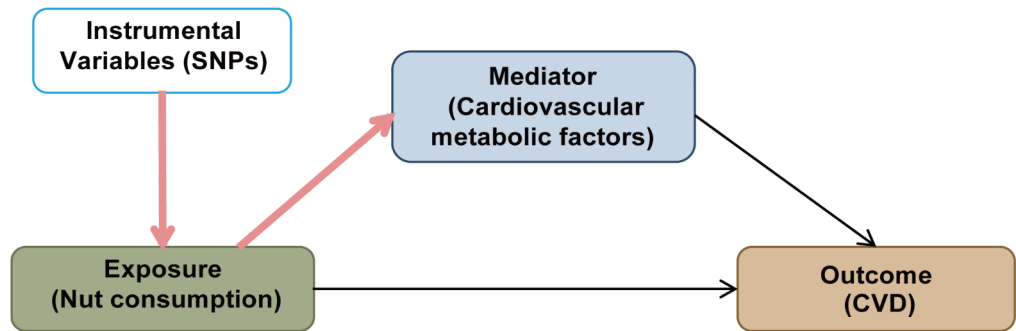 Instrumental
Variables (SNPs)
Mediator
(Cardiovascular
metabolic factors)
Exposure
(Nut consumption)
Outcome
(CVD)